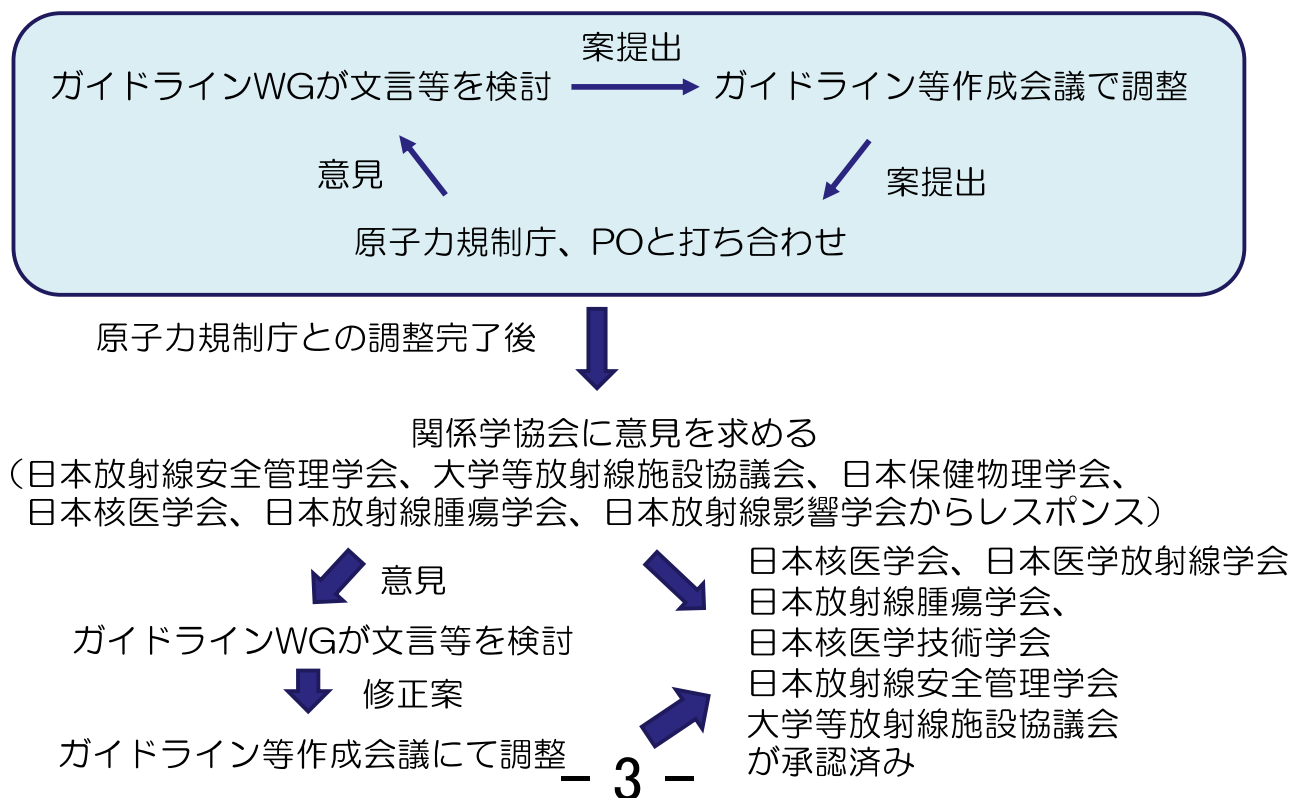 案提出
ガイドラインWGが文言等を検討
ガイドライン等作成会議で調整
意見
案提出
原子力規制庁、POと打ち合わせ
原子力規制庁との調整完了後
関係学協会に意見を求める
（日本放射線安全管理学会、大学等放射線施設協議会、日本保健物理学会、
日本核医学会、日本放射線腫瘍学会、日本放射線影響学会からレスポンス）
意見
ガイドラインWGが文言等を検討
修正案
ガイドライン等作成会議にて調整
日本核医学会、日本医学放射線学会
日本放射線腫瘍学会、
日本核医学技術学会
日本放射線安全管理学会
大学等放射線施設協議会
が承認済み
- 3 -